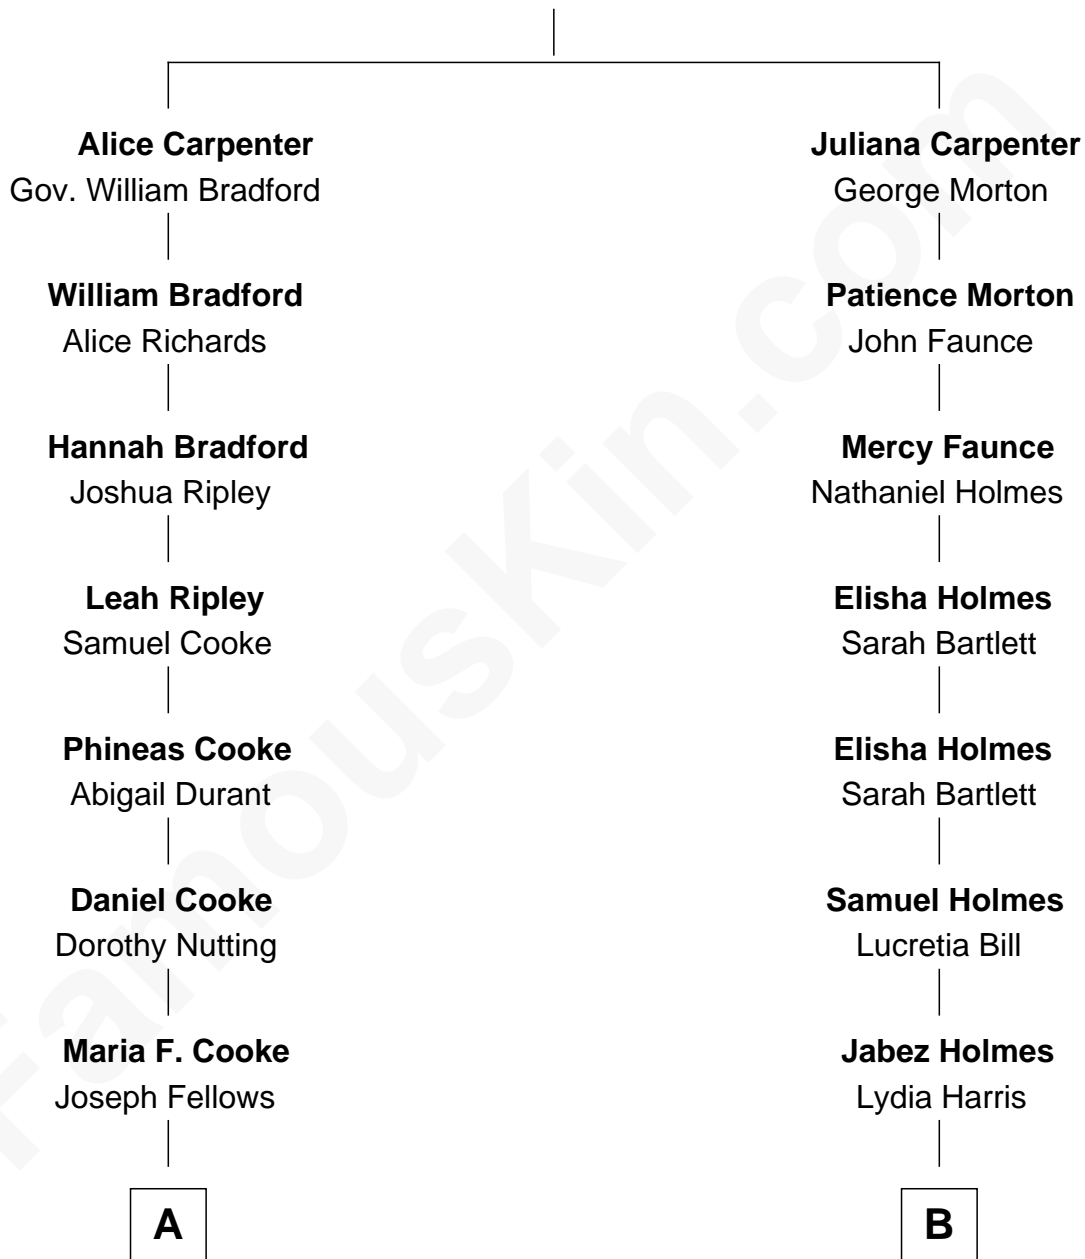 Alice Carpenter
Gov. William Bradford
William Bradford
Alice Richards
Hannah Bradford
Joshua Ripley
Leah Ripley
Samuel Cooke
Phineas Cooke
Abigail Durant
Daniel Cooke
Dorothy Nutting
Maria F. Cooke
Joseph Fellows
A
Juliana Carpenter
George Morton
Patience Morton
John Faunce
Mercy Faunce
Nathaniel Holmes
Elisha Holmes
Sarah Bartlett
Elisha Holmes
Sarah Bartlett
Samuel Holmes
Lucretia Bill
Jabez Holmes
Lydia Harris
B
FamousKin.com